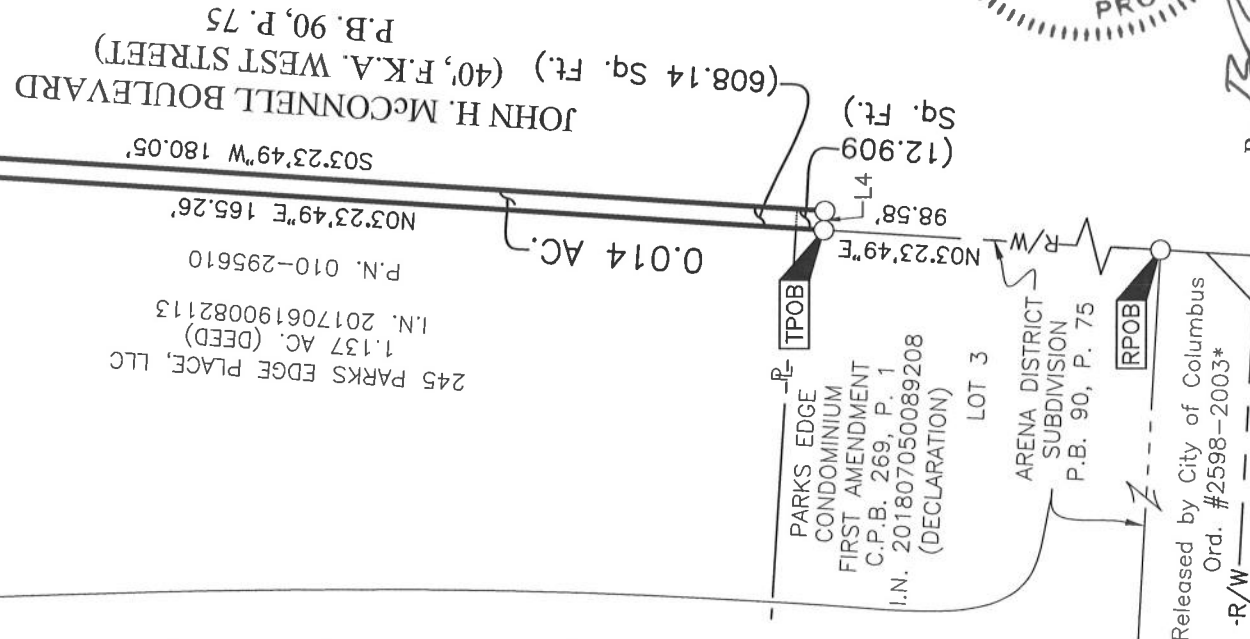 PRO
JOHN H. McCONNELL BOULEVARD
(40', F.K.A. WEST STREET)
P.B. 90, P. 75
(608.14 Sq. Ft.)
(12.909
Sq. Ft.)
S03°23'49"W 180.05'
N03°23'49"E 165.26'
0.014 AC.
L4
N03°23'49"E
98.58'
R/W
P.N. 010-295610
245 PARKS EDGE PLACE, LLC
1.137 AC. (DEED)
I.N. 201706190082113
TPOB
RPOB
PL
PARKS EDGE
CONDOMINIUM
FIRST AMENDMENT
C.P.B. 269, P. 1
I.N. 201807050089208
(DECLARATION)
LOT 3
ARENA DISTRICT
SUBDIVISION
P.B. 90, P. 75
Released by City of Columbus
Ord. #2598-2003*
-R/W